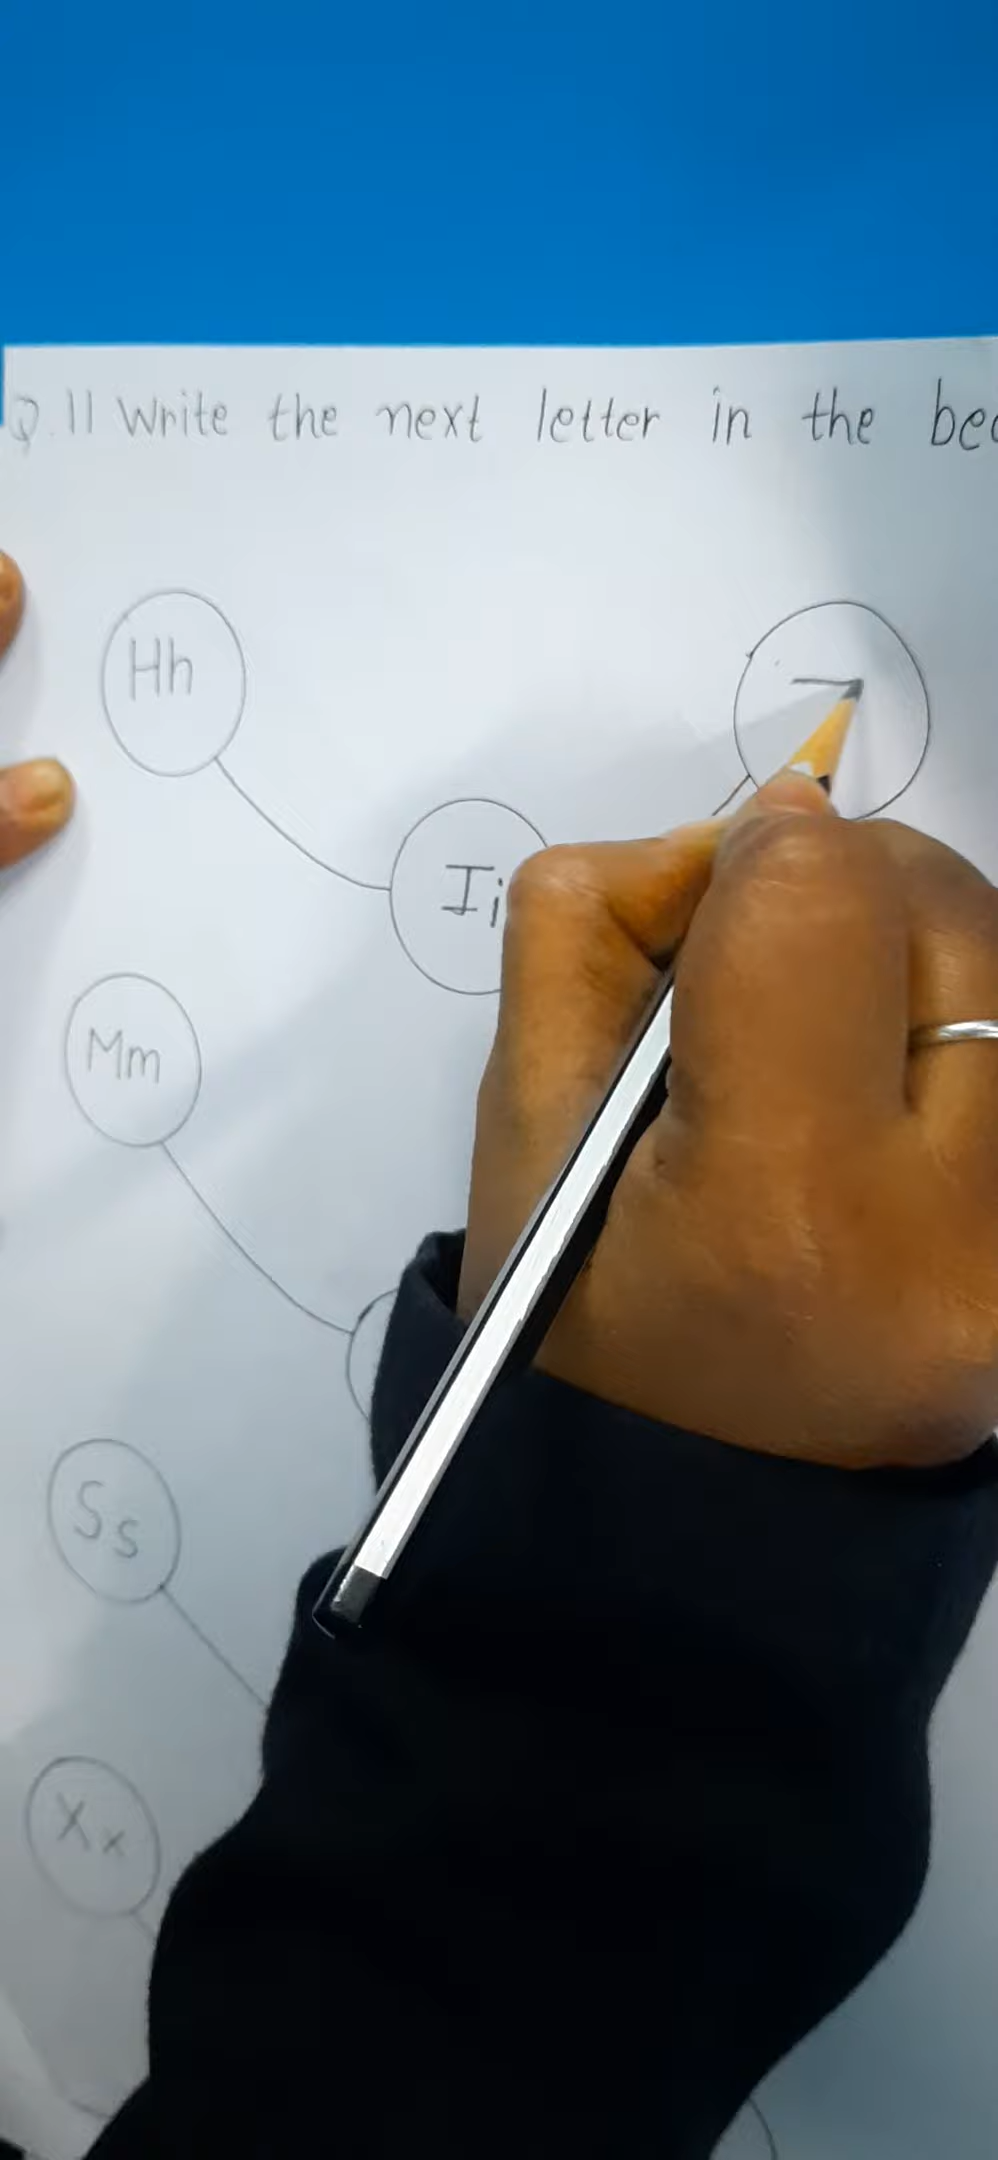 Q.11 Write the next letter in the
Hh
Ii
Mm
Ss
Xx